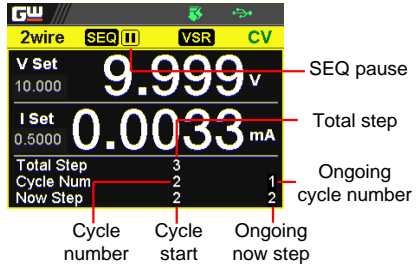 GW
2wire SEQ VSR CV
V Set
10.000
9.999 V
I Set
0.5000
0.0033 mA
Total Step 3
Cycle Num 2 1
Now Step 2 2
SEQ pause
Total step
Ongoing
cycle number
Cycle
number
Cycle
start
Ongoing
now step